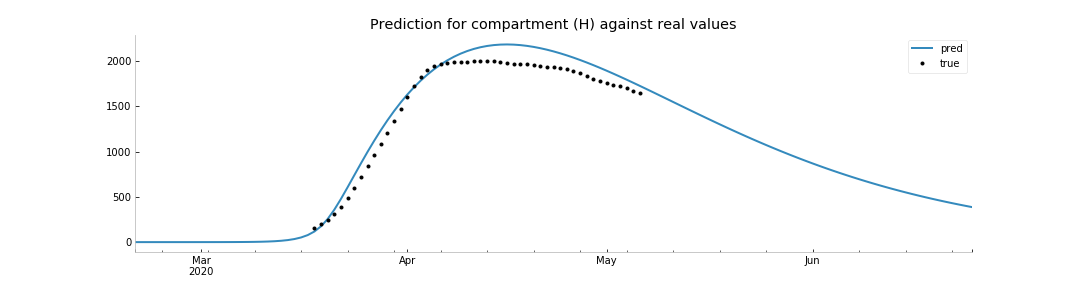 Prediction for compartment (H) against real values
pred
true
2000
1500
1000
500
0
Mar
2020
Apr
May
Jun